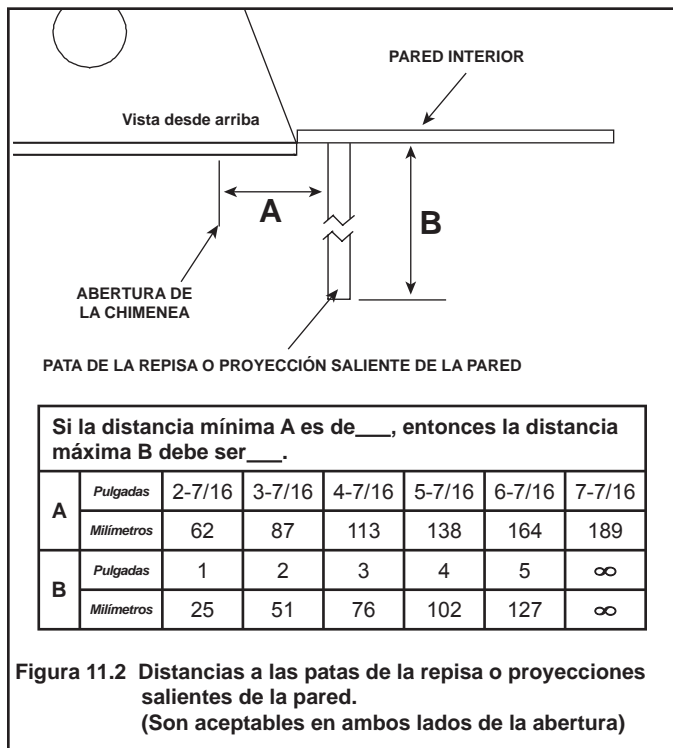 PARED INTERIOR
Vista desde arriba
A
B
ABERTURA DE
LA CHIMENEA
PATA DE LA REPISA O PROYECCIÓN SALIENTE DE LA PARED
Si la distancia mínima A es de___, entonces la distancia
máxima B debe ser___.
A Pulgadas 2-7/16 3-7/16 4-7/16 5-7/16 6-7/16 7-7/16
Milímetros 62 87 113 138 164 189
B Pulgadas 1 2 3 4 5 ∞
Milímetros 25 51 76 102 127 ∞
Figura 11.2 Distancias a las patas de la repisa o proyecciones
salientes de la pared.
(Son aceptables en ambos lados de la abertura)